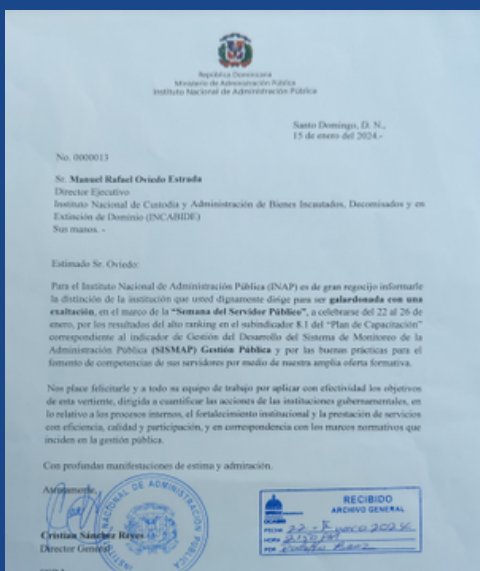 República Dominicana
Ministerio de Administración Pública
Instituto Nacional de Administración Pública
Santo Domingo, D. N.,
15 de enero del 2024.-
No. 0000013
Sr. Manuel Rafael Oviedo Estrada
Director Ejecutivo
Instituto Nacional de Custodia y Administración de Bienes Incautados, Decomisados y en
Extinción de Dominio (INCABIDE)
Sus manos. -
Estimado Sr. Oviedo:
Para el Instituto Nacional de Administración Pública (INAP) es de gran regocijo informarle
la distinción de la institución que usted dignamente dirige para ser galardonada con una
exaltación, en el marco de la “Semana del Servidor Público”, a celebrarse del 22 al 26 de
enero, por los resultados del alto ranking en el subindicador 8.1 del “Plan de Capacitación”
correspondiente al indicador de Gestión del Desarrollo del Sistema de Monitoreo de la
Administración Pública (SISMAP) Gestión Pública y por las buenas prácticas para el
fomento de competencias de sus servidores por medio de nuestra amplia oferta formativa.
Nos place felicitarle y a todo su equipo de trabajo por aplicar con efectividad los objetivos
de esta vertiente, dirigida a cuantificar las acciones de las instituciones gubernamentales, en
lo relativo a los procesos internos, el fortalecimiento institucional y la prestación de servicios
con eficiencia, calidad y participación, y en correspondencia con los marcos normativos que
inciden en la gestión pública.
Con profundas manifestaciones de estima y admiración.
Atentamente,
Cristian Sánchez Reyes
Director General
NACIONAL DE ADMINISTRACIÓN PÚBLICA
RECIBIDO
ARCHIVO GENERAL
FECHA 22
HORA
POR